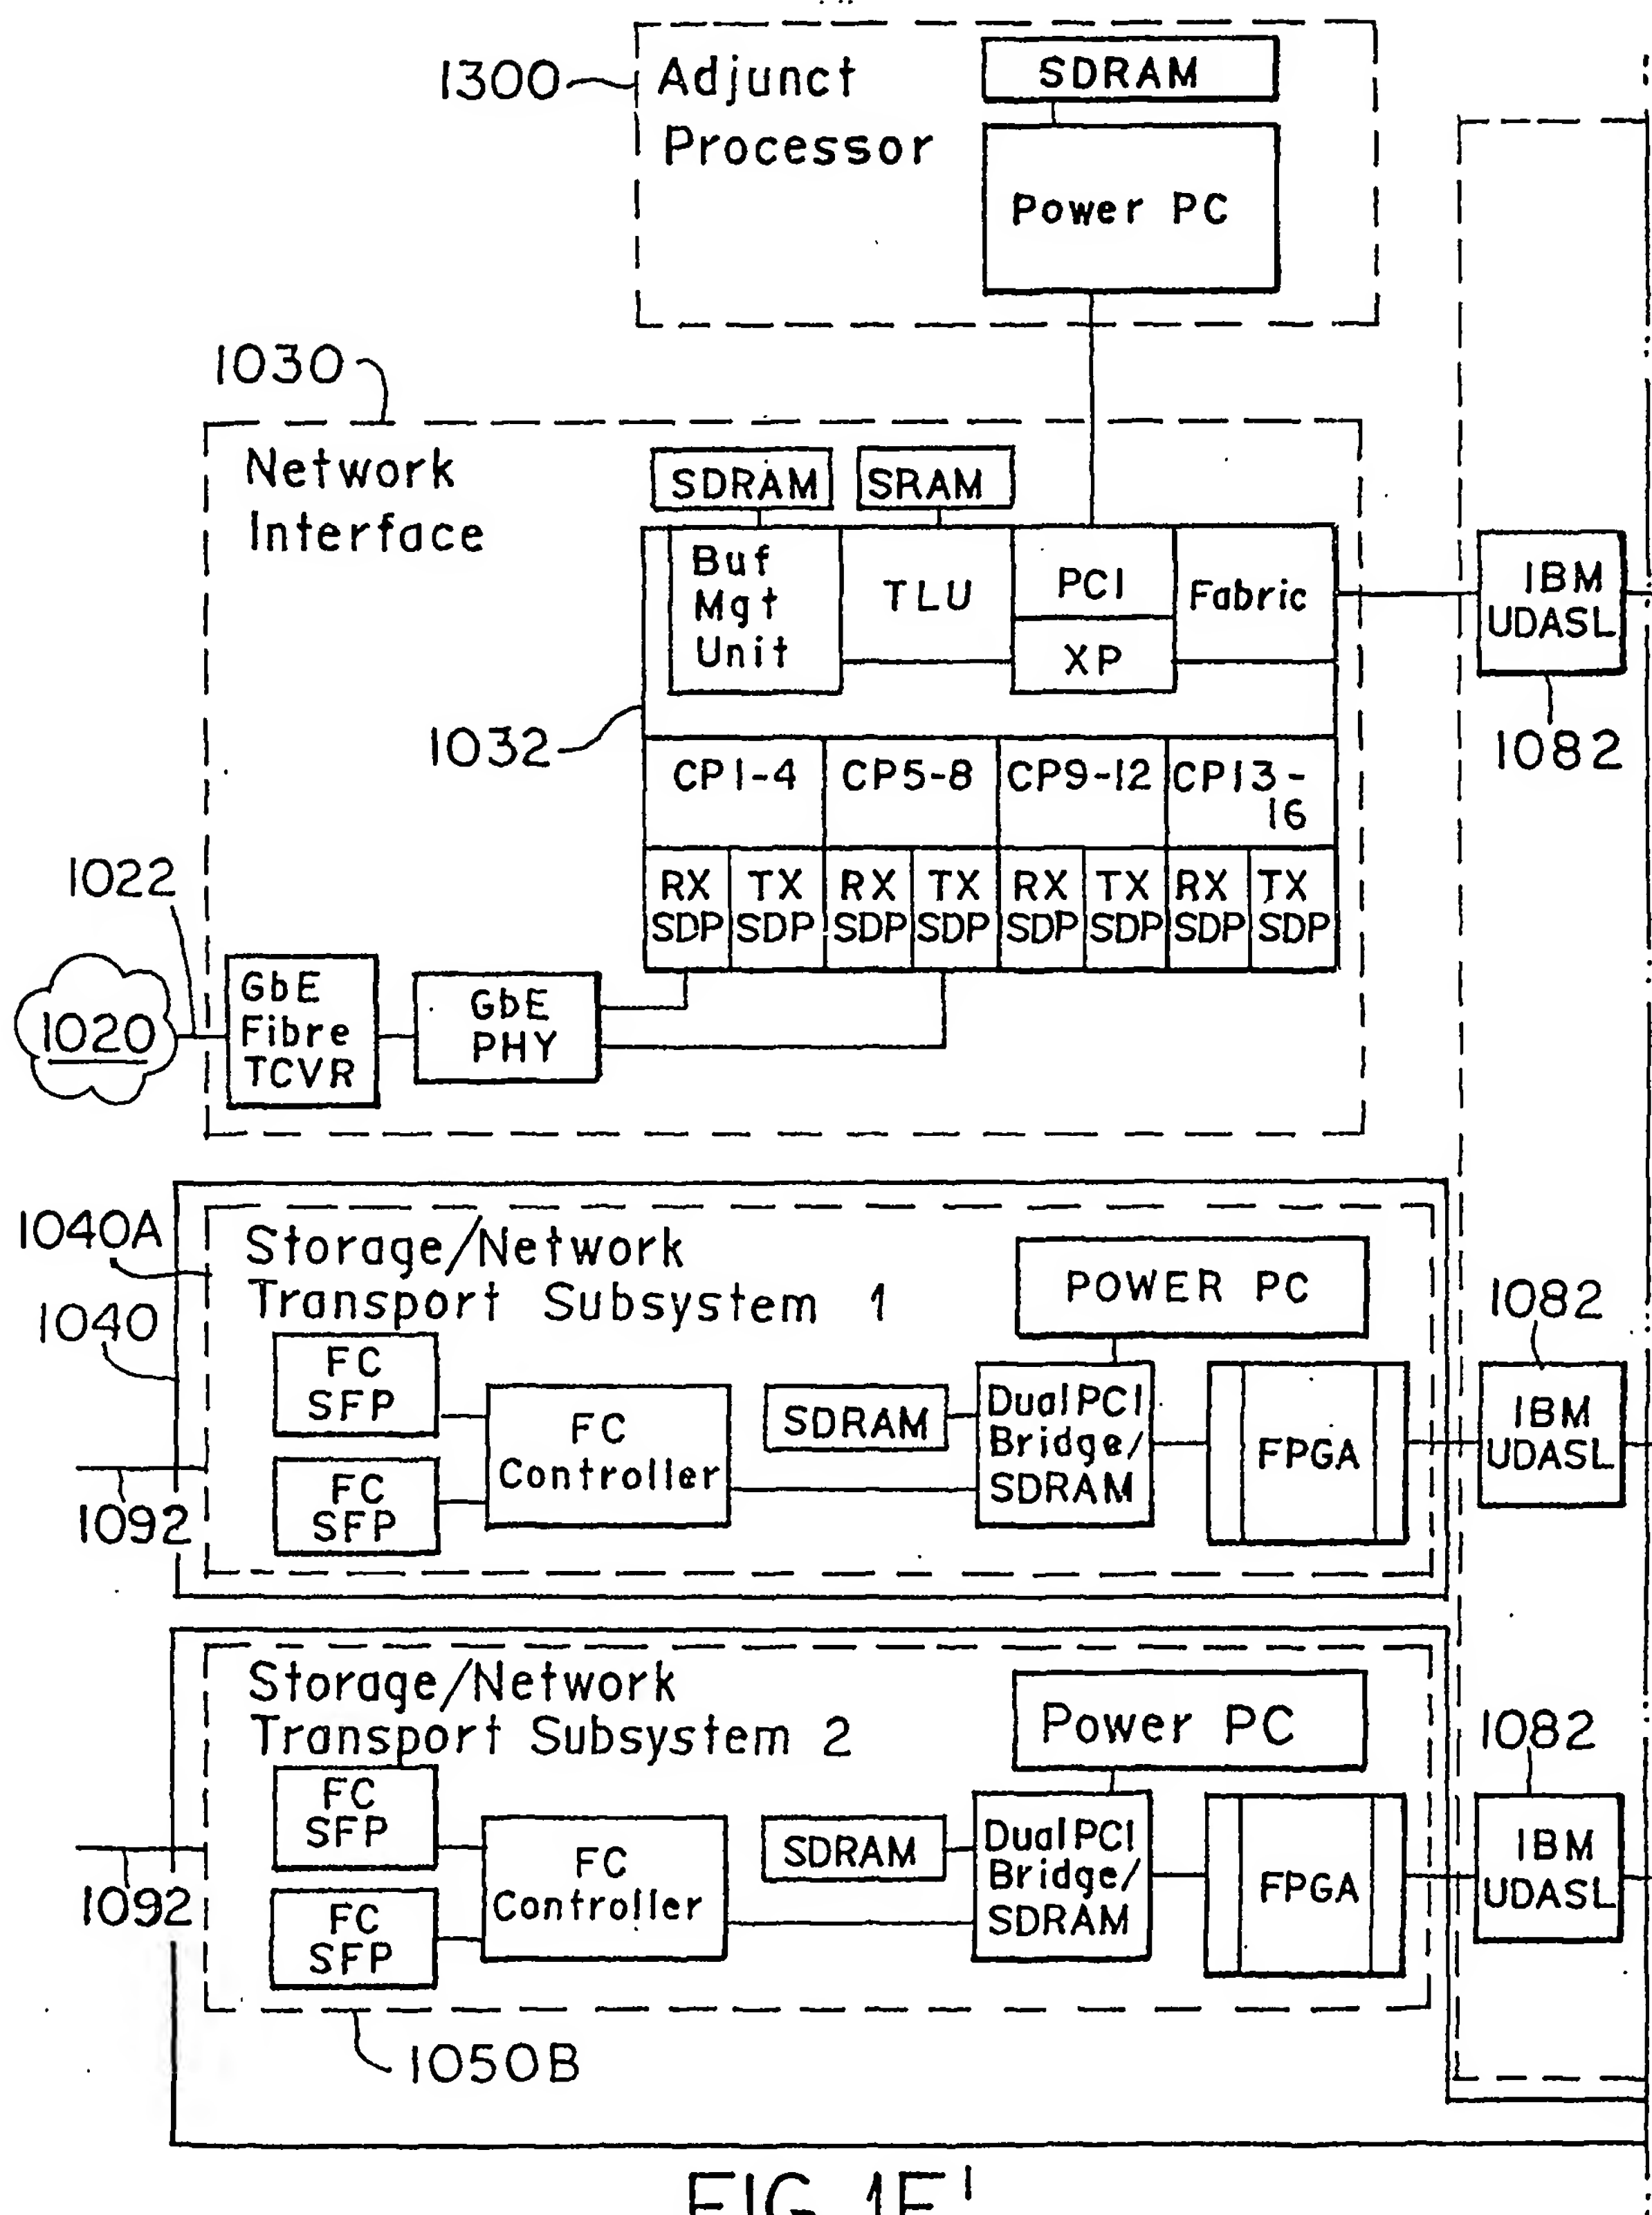 1300
Adjunct
Processor
SDRAM
Power PC
1030
Network
Interface
SDRAM
SRAM
Buf
Mgt
Unit
TLU
PCI
XP
Fabric
IBM
UDASL
1082
1032
CP1-4
CP5-8
CP9-12
CP13-
16
RX
SDP
TX
SDP
RX
SDP
TX
SDP
RX
SDP
TX
SDP
RX
SDP
TX
SDP
1022
1020
GbE
Fibre
TCVR
GbE
PHY
1040A
1040
Storage/Network
Transport Subsystem 1
POWER PC
1082
FC
SFP
FC
SFP
FC
Controller
SDRAM
Dual PCI
Bridge/
SDRAM
FPGA
IBM
UDASL
1092
Storage/Network
Transport Subsystem 2
Power PC
1082
FC
SFP
FC
SFP
FC
Controller
SDRAM
Dual PCI
Bridge/
SDRAM
FPGA
IBM
UDASL
1092
1050B